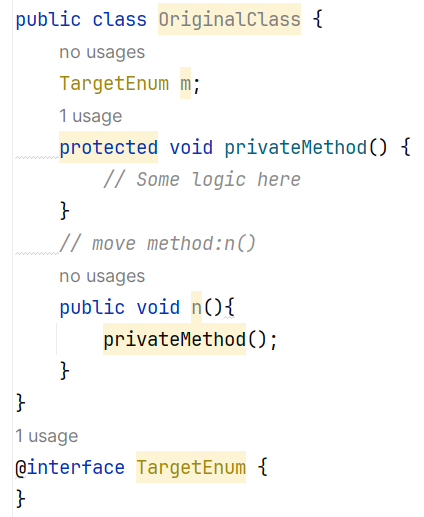 public class OriginalClass {
no usages
TargetEnum m;
1 usage
protected void privateMethod() {
// Some logic here
}
// move method:n()
no usages
public void n(){
privateMethod();
}
}
1 usage
@interface TargetEnum {
}